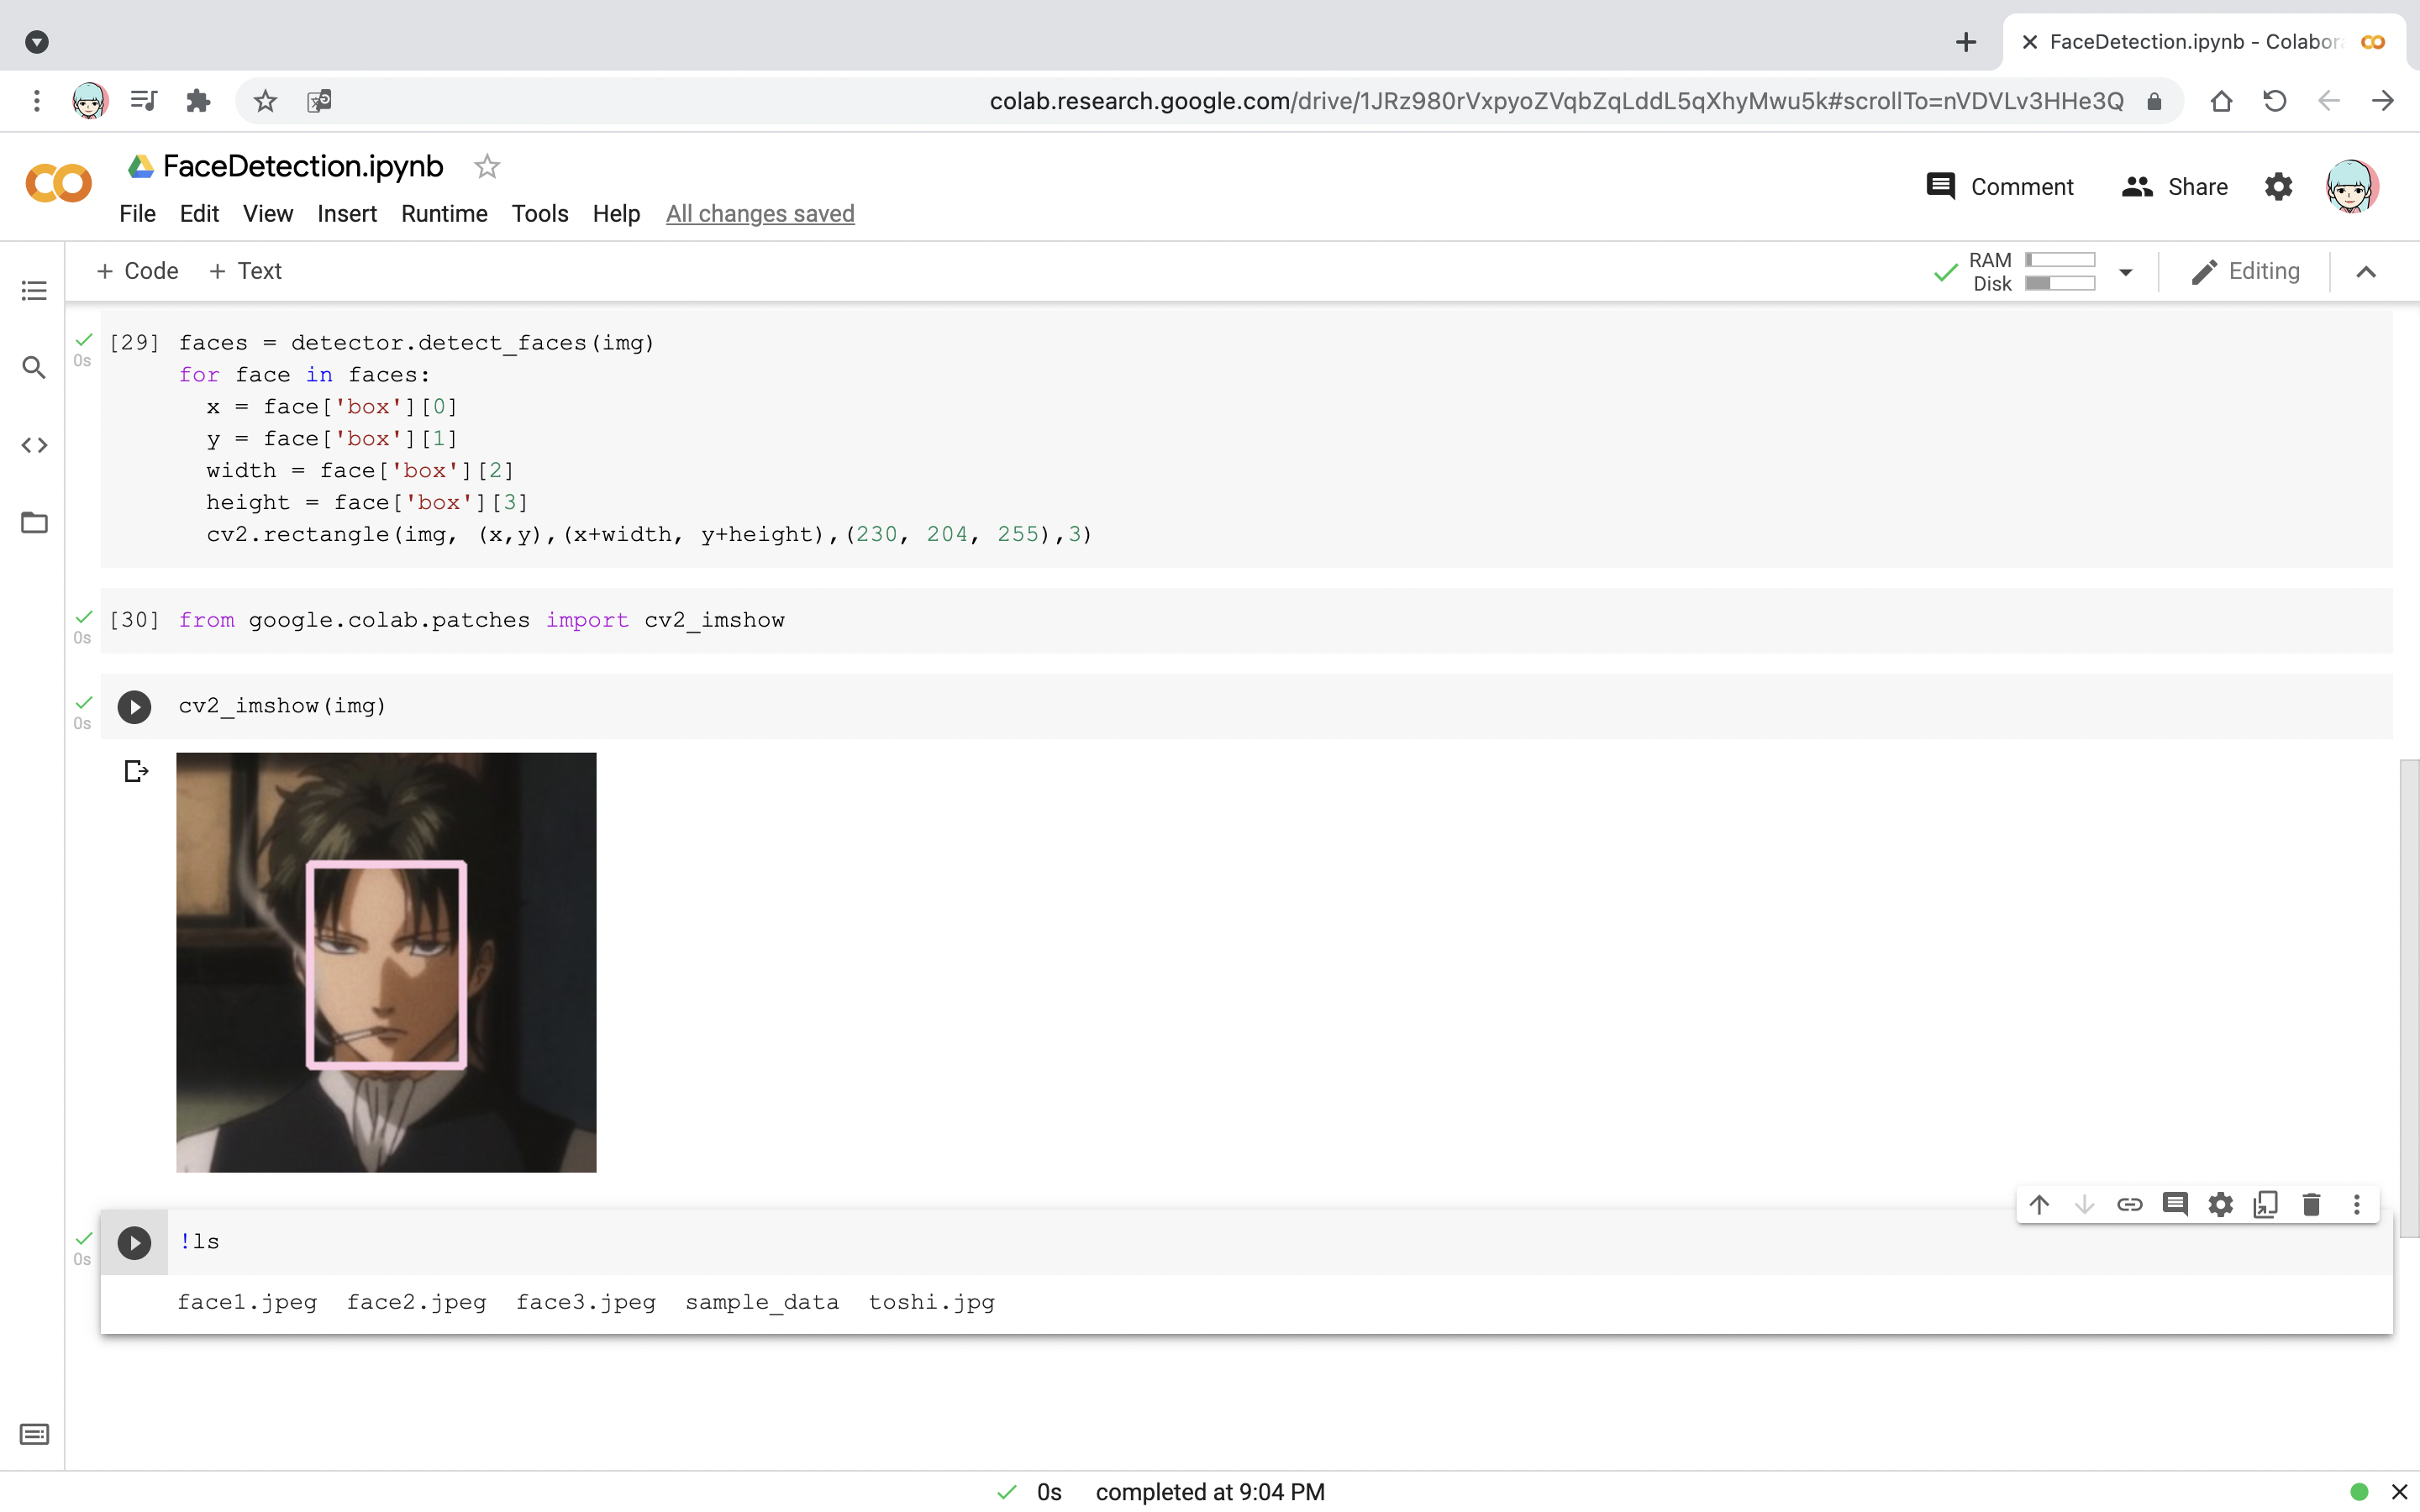 FaceDetection.ipynb - Colabor
colab.research.google.com/drive/1JRz980rVxpyoZVqbZqLddL5qXhyMwu5k#scrollTo=nVDVLv3HHe3Q
FaceDetection.ipynb
File Edit View Insert Runtime Tools Help All changes saved
Comment Share
+ Code + Text
RAM
Disk
Editing
[29] faces = detector.detect_faces(img)
0s
for face in faces:
x = face['box'][0]
y = face['box'][1]
width = face['box'][2]
height = face['box'][3]
cv2.rectangle(img, (x,y),(x+width, y+height),(230, 204, 255),3)
[30] from google.colab.patches import cv2_imshow
0s
cv2_imshow(img)
0s
!ls
0s
face1.jpeg face2.jpeg face3.jpeg sample_data toshi.jpg
0s completed at 9:04 PM